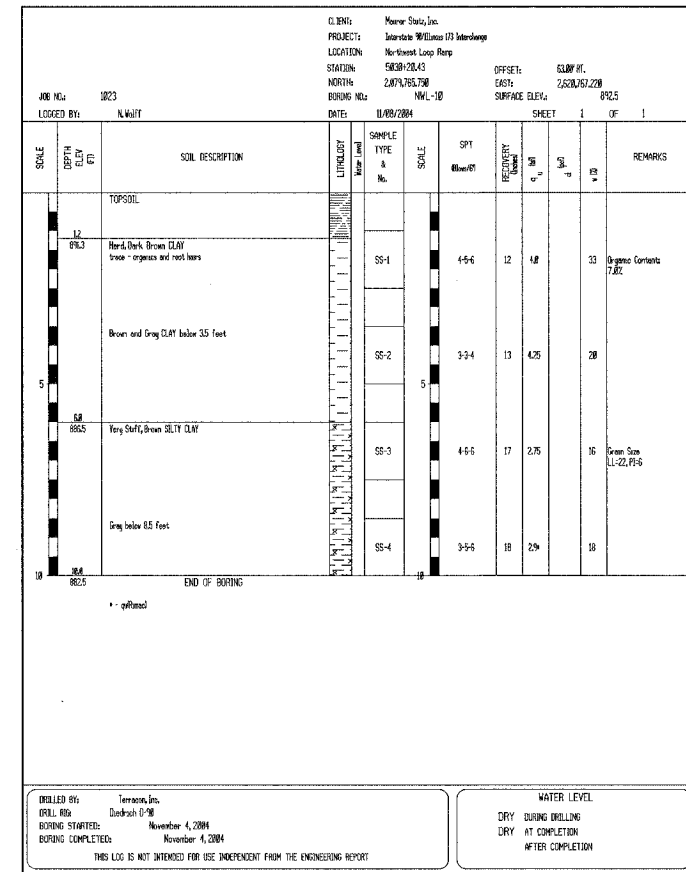 CLIENT: Maurer Stutz, Inc.
PROJECT: Interstate 90/Illinois 173 Interchange
LOCATION: Northwest Loop Ramp
STATION: 5030+20.43 OFFSET: 63.00' RT.
NORTH: 2,079,765.750 EAST: 2,620,767.220
JOB NO.: 1023 BORING NO.: NWL-10 SURFACE ELEV.: 892.5
LOGGED BY: N. Wolff DATE: 11/08/2004 SHEET 1 OF 1
SCALE DEPTH ELEV (FT) SOIL DESCRIPTION LITHOLOGY Water Level SAMPLE TYPE & No. SCALE SPT (Blows/6") RECOVERY (Inches) q u (tsf) d (pcf) w (%) REMARKS
TOPSOIL
1.2
891.3 Hard, Dark Brown CLAY
trace - organics and root hairs SS-1 4-5-6 12 4.0 33 Organic Content:
7.0%
Brown and Gray CLAY below 3.5 feet
SS-2 3-3-4 13 4.25 20
5 5
6.0
886.5 Very Stiff, Brown SILTY CLAY
SS-3 4-6-6 17 2.75 16 Grain Size
LL=22, PI=6
Gray below 8.5 feet
SS-4 3-5-6 18 2.9* 18
10 10.0 10
882.5 END OF BORING
* - qu(Rimac)
DRILLED BY: Terracon, Inc.
DRILL RIG: Diedrich D-90
BORING STARTED: November 4, 2004
BORING COMPLETED: November 4, 2004
THIS LOG IS NOT INTENDED FOR USE INDEPENDENT FROM THE ENGINEERING REPORT
WATER LEVEL
DRY DURING DRILLING
DRY AT COMPLETION
AFTER COMPLETION